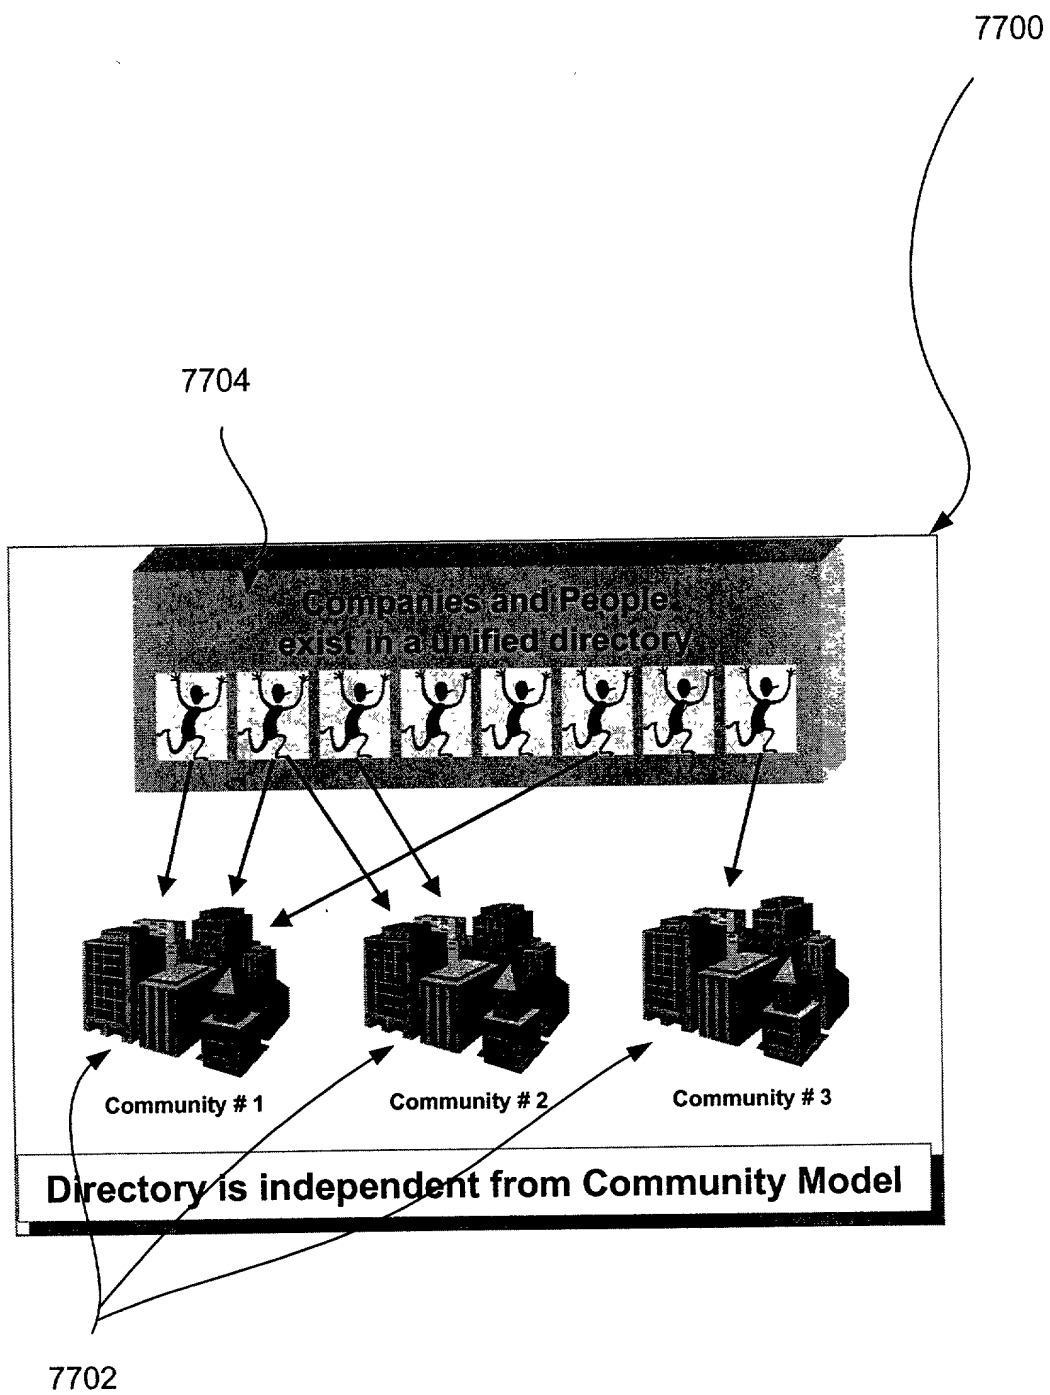 7700
7704
Companies and People
exist in a unified directory
Community # 1
Community # 2
Community # 3
Directory is independent from Community Model
7702